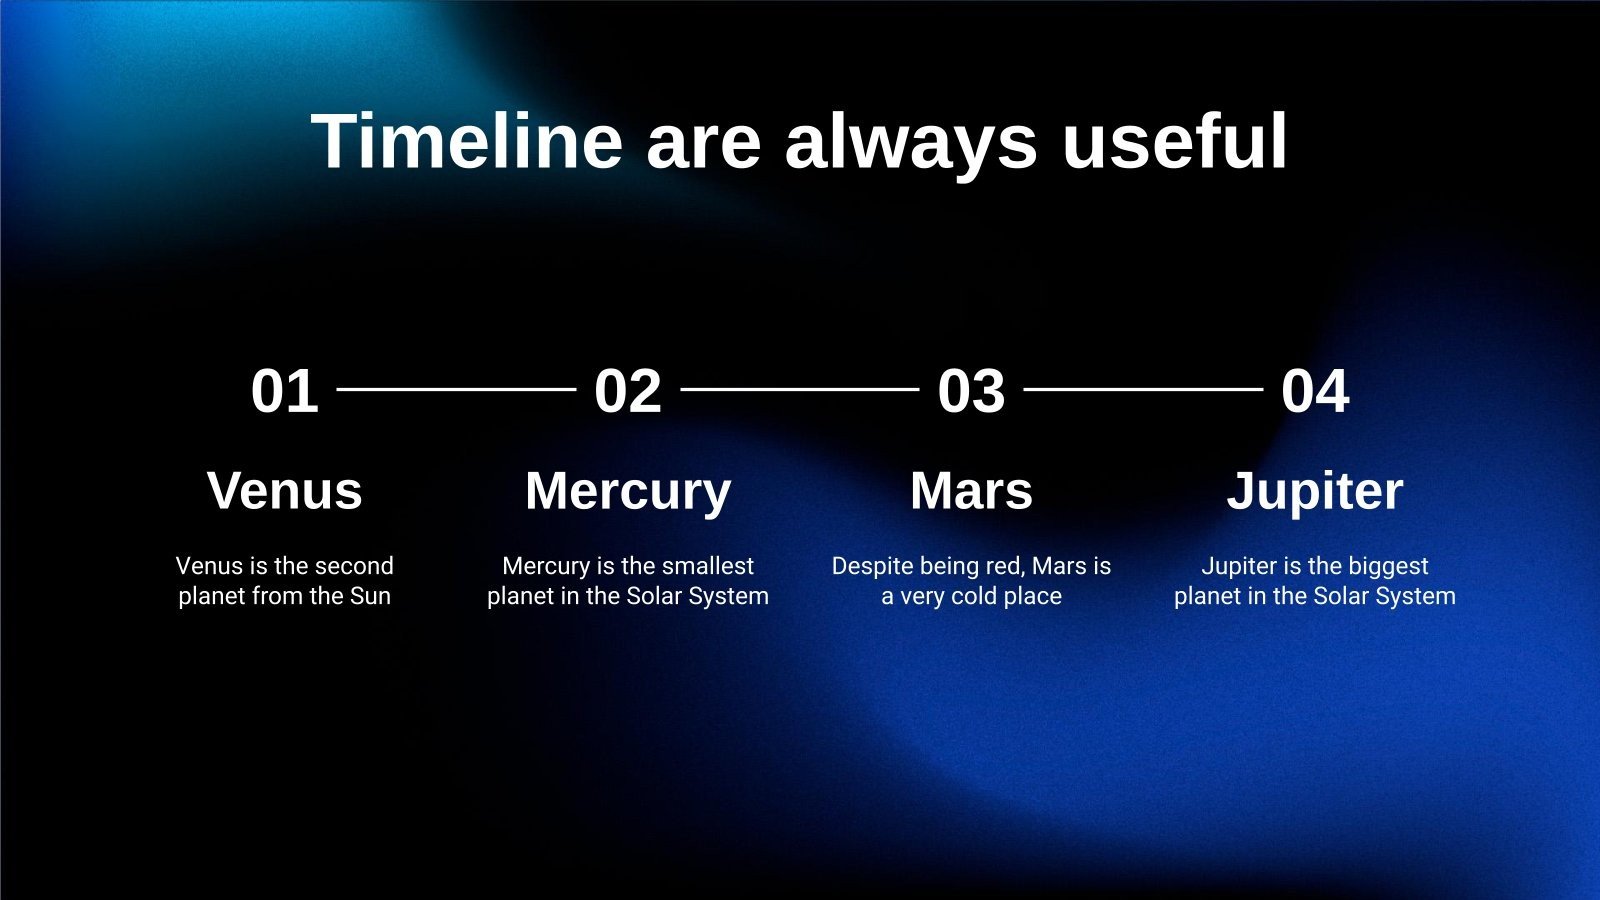 Timeline are always useful
01
02
03
04
Venus
Mercury
Mars
Jupiter
Venus is the second
planet from the Sun
Mercury is the smallest
planet in the Solar System
Despite being red, Mars is
a very cold place
Jupiter is the biggest
planet in the Solar System